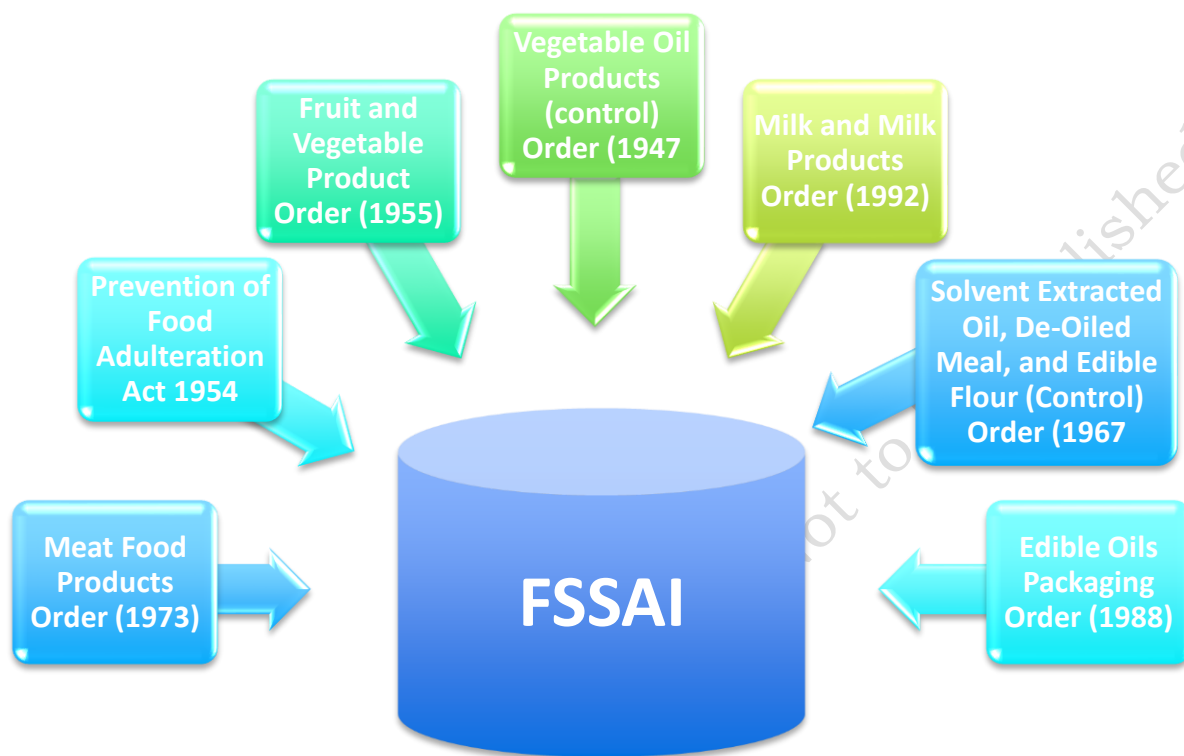 Vegetable Oil
Products
(control)
Order (1947
Fruit and
Vegetable
Product
Order (1955)
Milk and Milk
Products
Order (1992)
Prevention of
Food
Adulteration
Act 1954
Solvent Extracted
Oil, De-Oiled
Meal, and Edible
Flour (Control)
Order (1967
Meat Food
Products
Order (1973)
Edible Oils
Packaging
Order (1988)
FSSAI
not to